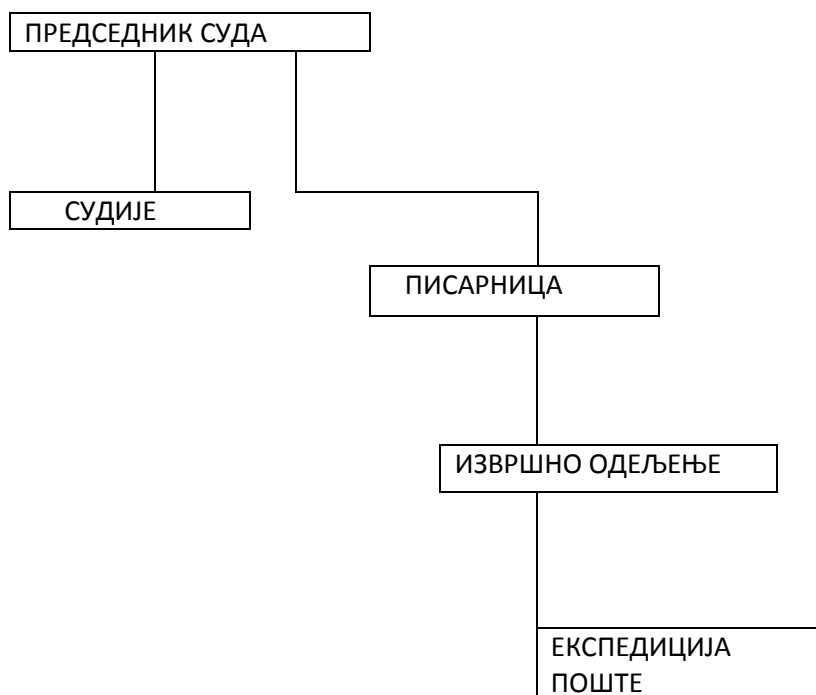 ПРЕДСЕДНИК СУДА
СУДИЈЕ
ПИСАРНИЦА
ИЗВРШНО ОДЕЉЕЊЕ
ЕКСПЕДИЦИЈА
ПОШТЕ